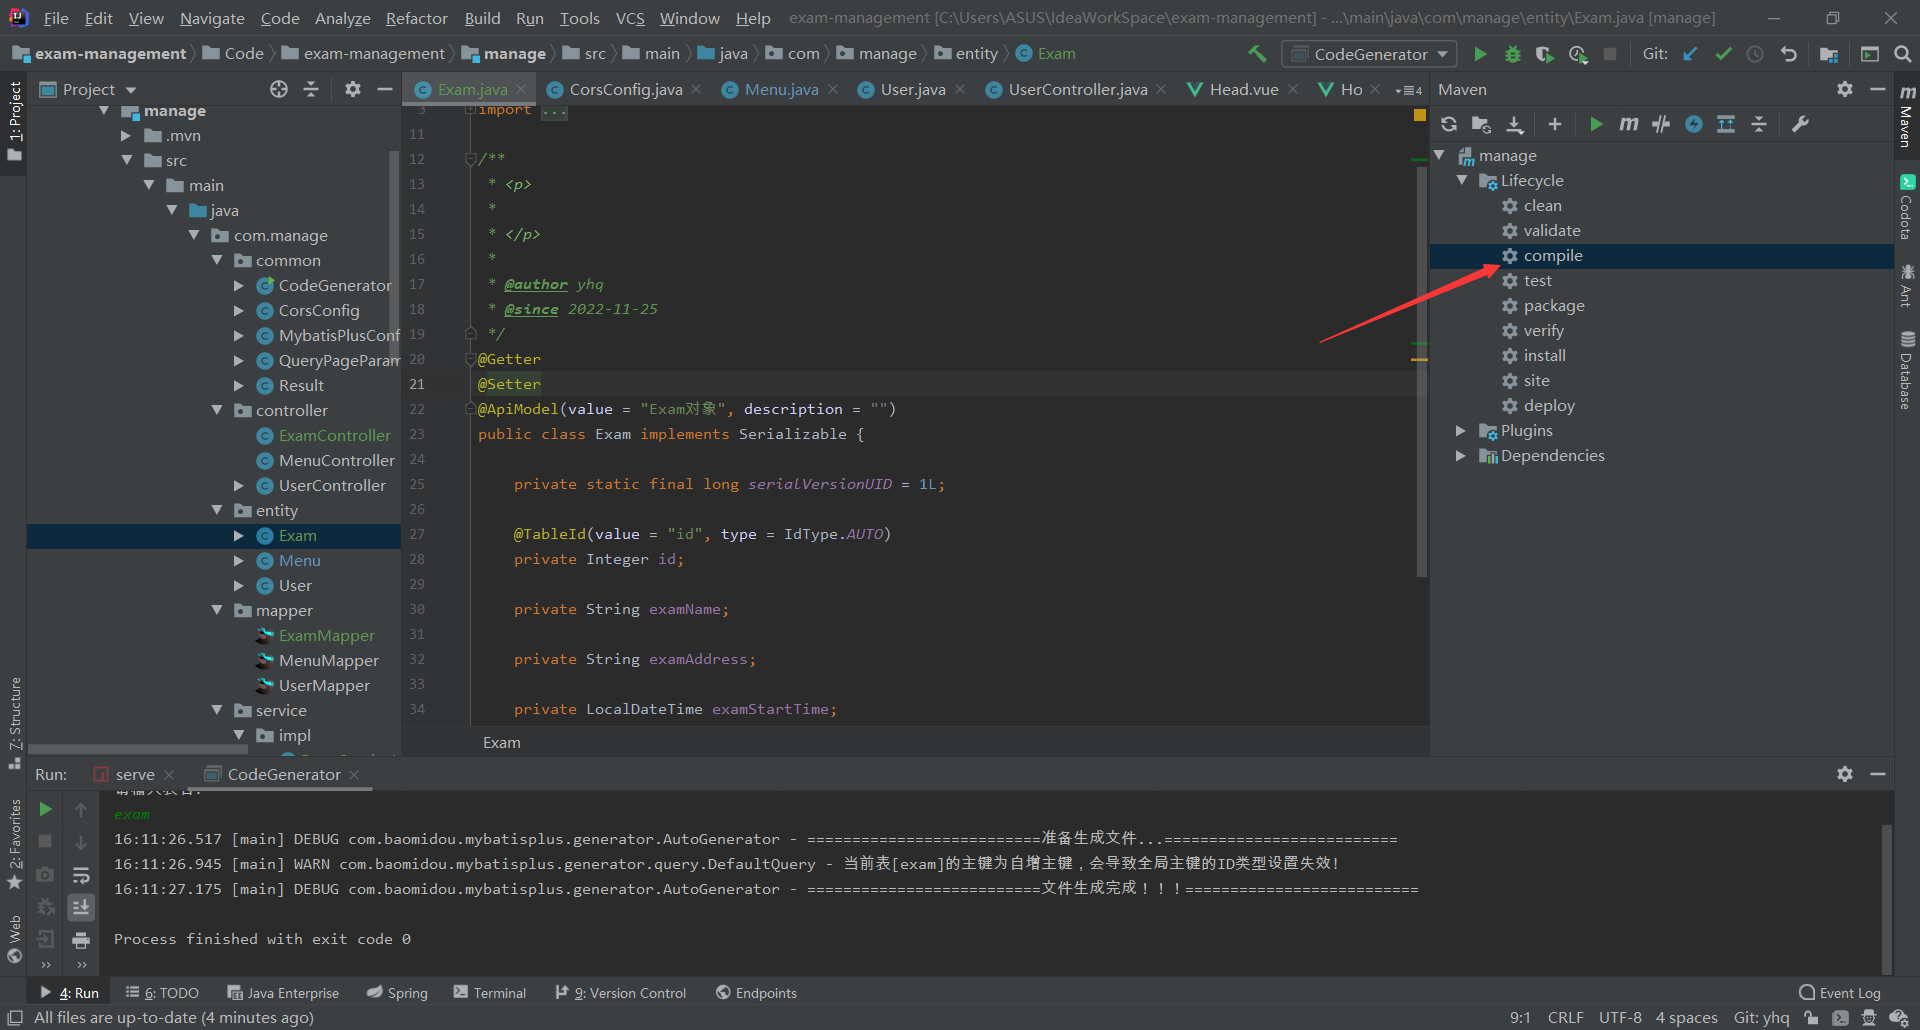 File Edit View Navigate Code Analyze Refactor Build Run Tools VCS Window Help exam-management [C:\Users\ASUS\IdeaWorkSpace\exam-management] - ...\main\java\com\manage\entity\Exam.java [manage]
exam-management Code exam-management manage src main java com manage entity Exam CodeGenerator Git:
Project
Exam.java CorsConfig.java Menu.java User.java UserController.java Head.vue Ho 4
Maven
1: Project
7: Structure
2: Favorites
Web
manage
.mvn
src
main
java
com.manage
common
CodeGenerator
CorsConfig
MybatisPlusConf
QueryPageParam
Result
controller
ExamController
MenuController
UserController
entity
Exam
Menu
User
mapper
ExamMapper
MenuMapper
UserMapper
service
impl
3 import ...
11
12 /**
13 * <p>
14 *
15 * </p>
16 *
17 * @author yhq
18 * @since 2022-11-25
19 */
20 @Getter
21 @Setter
22 @ApiModel(value = "Exam对象", description = "")
23 public class Exam implements Serializable {
24
25 private static final long serialVersionUID = 1L;
26
27 @TableId(value = "id", type = IdType.AUTO)
28 private Integer id;
29
30 private String examName;
31
32 private String examAddress;
33
34 private LocalDateTime examStartTime;
Exam
manage
Lifecycle
clean
validate
compile
test
package
verify
install
site
deploy
Plugins
Dependencies
Maven
Codota
Ant
Database
Run: serve CodeGenerator
exam
16:11:26.517 [main] DEBUG com.baomidou.mybatisplus.generator.AutoGenerator - ==========================准备生成文件...==========================
16:11:26.945 [main] WARN com.baomidou.mybatisplus.generator.query.DefaultQuery - 当前表[exam]的主键为自增主键，会导致全局主键的ID类型设置失效!
16:11:27.175 [main] DEBUG com.baomidou.mybatisplus.generator.AutoGenerator - ==========================文件生成完成！！！==========================
Process finished with exit code 0
4: Run 6: TODO Java Enterprise Spring Terminal 9: Version Control Endpoints Event Log
All files are up-to-date (4 minutes ago) 9:1 CRLF UTF-8 4 spaces Git: yhq